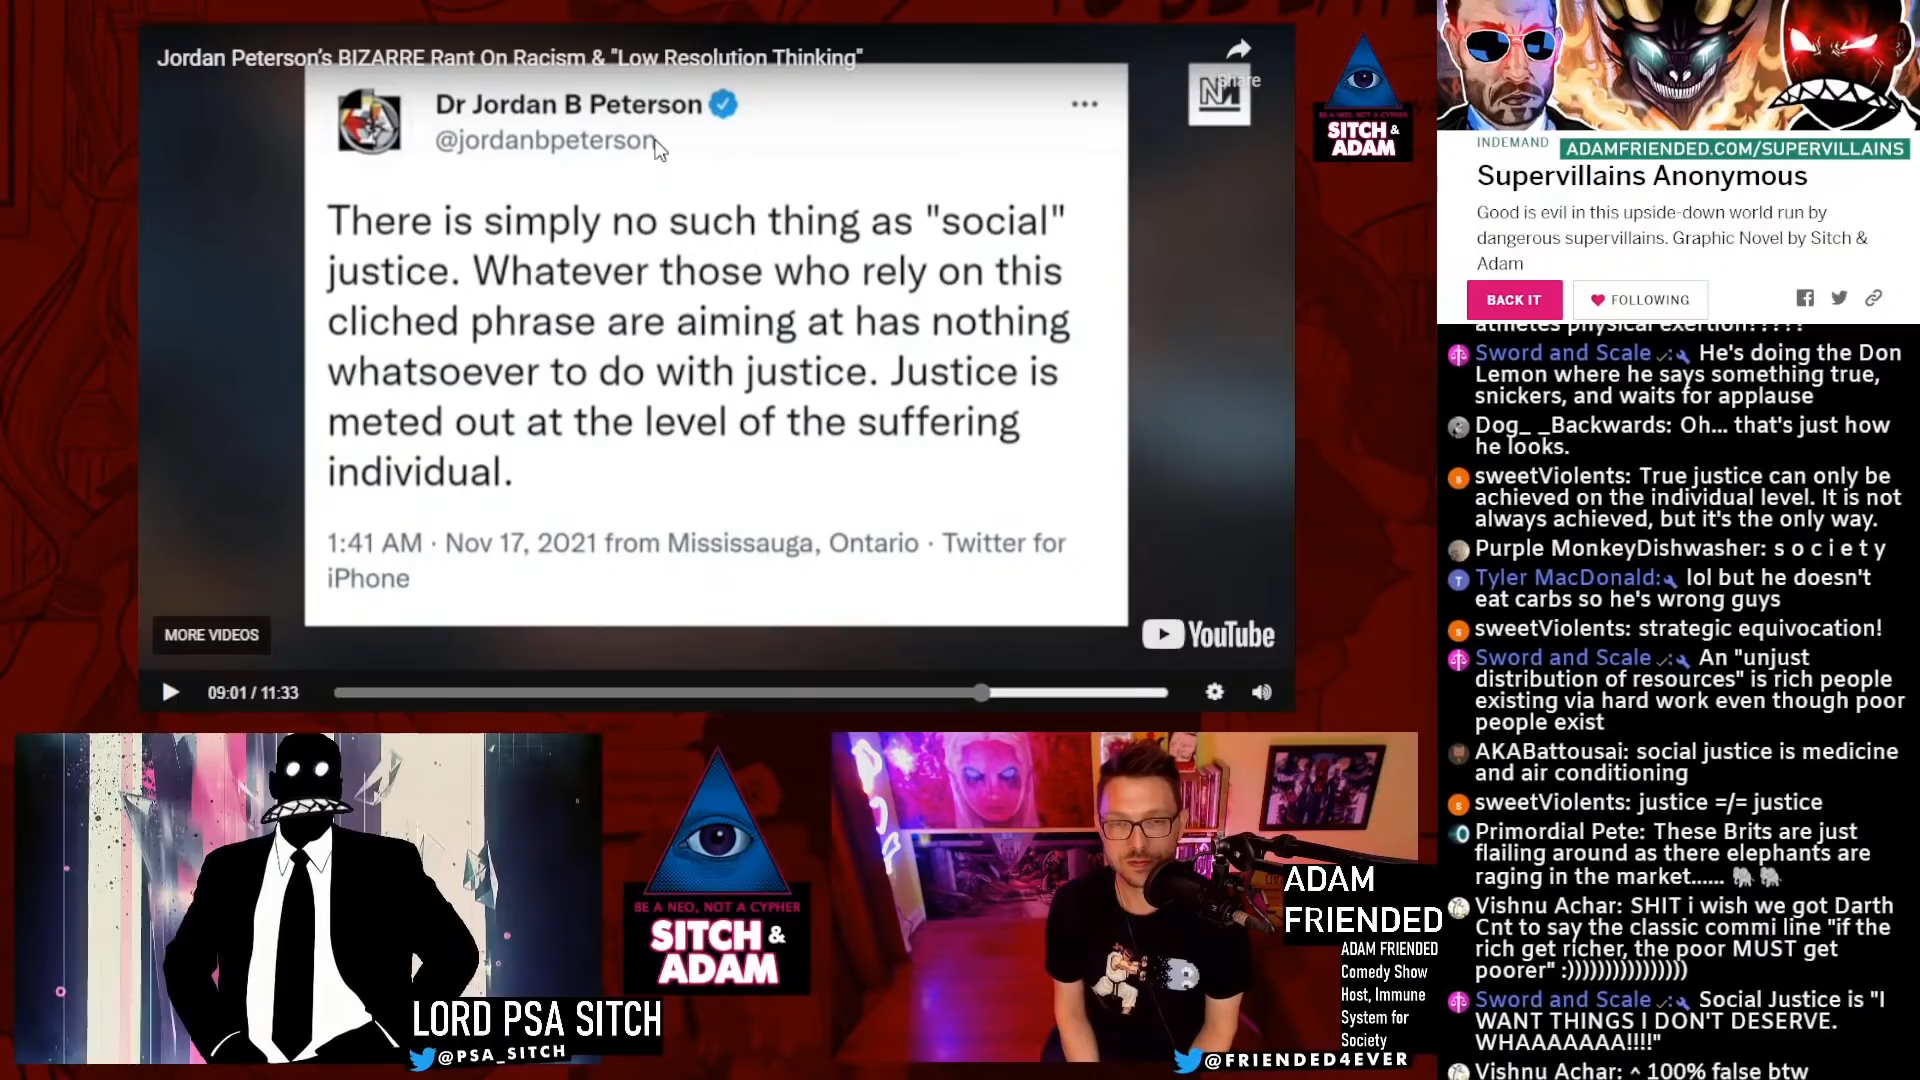 Jordan Peterson's BIZARRE Rant On Racism & "Low Resolution Thinking"
Share
Dr Jordan B Peterson
@jordanbpeterson
There is simply no such thing as "social"
justice. Whatever those who rely on this
cliched phrase are aiming at has nothing
whatsoever to do with justice. Justice is
meted out at the level of the suffering
individual.
1:41 AM · Nov 17, 2021 from Mississauga, Ontario · Twitter for
iPhone
MORE VIDEOS
YouTube
09:01 / 11:33
SITCH &
ADAM
INDEMAND
ADAMFRIENDED.COM/SUPERVILLAINS
Supervillains Anonymous
Good is evil in this upside-down world run by
dangerous supervillains. Graphic Novel by Sitch &
Adam
BACK IT
FOLLOWING
athletes physical exertion?????
Sword and Scale He's doing the Don
Lemon where he says something true,
snickers, and waits for applause
Dog_ _Backwards: Oh... that's just how
he looks.
sweetViolents: True justice can only be
achieved on the individual level. It is not
always achieved, but it's the only way.
Purple MonkeyDishwasher: s o c i e t y
Tyler MacDonald: lol but he doesn't
eat carbs so he's wrong guys
sweetViolents: strategic equivocation!
Sword and Scale An "unjust
distribution of resources" is rich people
existing via hard work even though poor
people exist
AKABattousai: social justice is medicine
and air conditioning
sweetViolents: justice =/= justice
Primordial Pete: These Brits are just
flailing around as there elephants are
raging in the market...... 🐘 🐘
Vishnu Achar: SHIT i wish we got Darth
Cnt to say the classic commi line "if the
rich get richer, the poor MUST get
poorer" :))))))))))))))))
Sword and Scale Social Justice is "I
WANT THINGS I DON'T DESERVE.
WHAAAAAAA!!!!"
Vishnu Achar: ^ 100% false btw
LORD PSA SITCH
@PSA_SITCH
BE A NEO, NOT A CYPHER
SITCH &
ADAM
ADAM
FRIENDED
ADAM FRIENDED
Comedy Show
Host, Immune
System for
Society
@FRIENDED4EVER